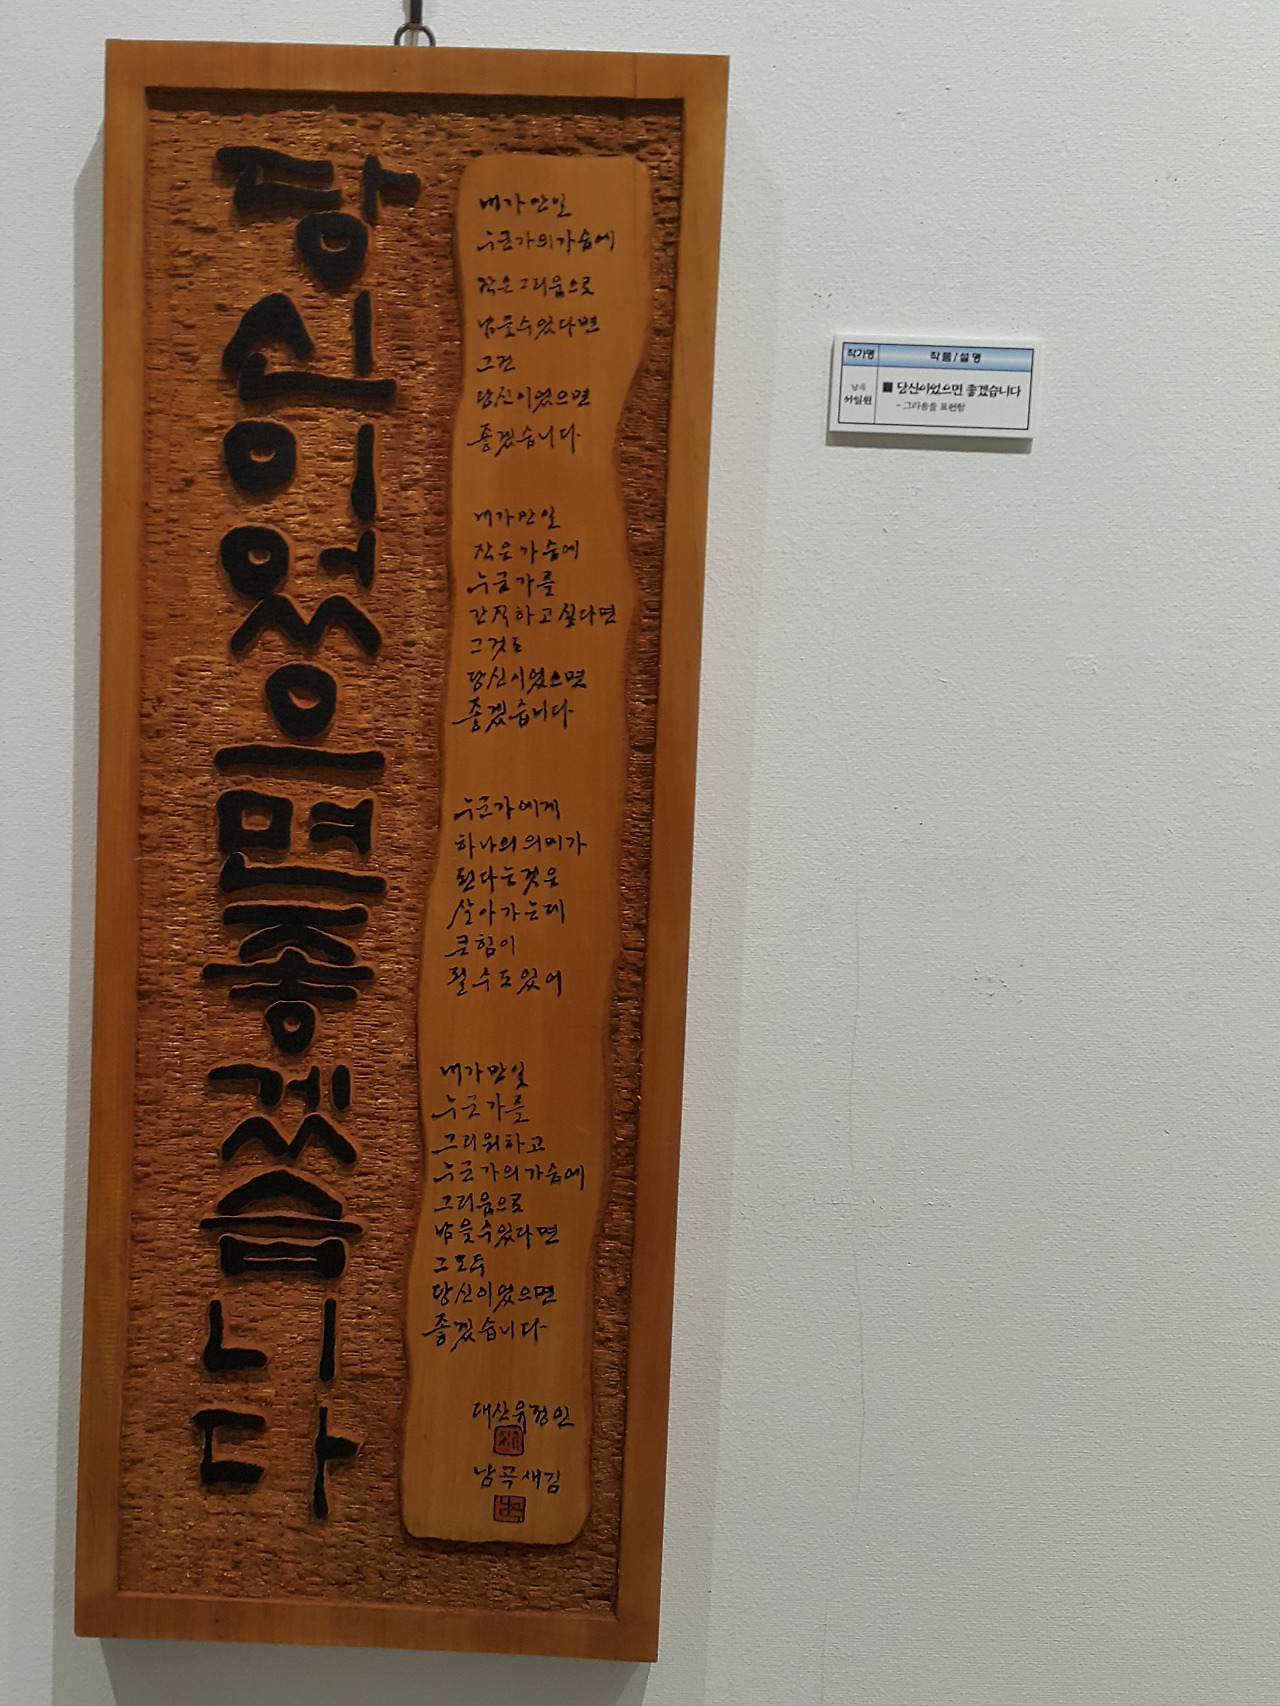 당신이었으면좋겠습니다
내가 만일
누군가의 가슴에
작은 그리움으로
남을 수 있다면
그건
당신이었으면
좋겠습니다
내가 만일
작은 가슴에
누군가를
간직하고 싶다면
그것도
당신이었으면
좋겠습니다
누군가에게
하나의 의미가
된다는 것은
살아가는데
큰 힘이
될 수도 있어
내가 만일
누군가를
그리워하고
누군가의 가슴에
그리움으로
남을 수 있다면
그 모두
당신이었으면
좋겠습니다
대산
남곡 새김
작가명
작품/설명
남곡
■ 당신이었으면 좋겠습니다
- 그리움을 표현함